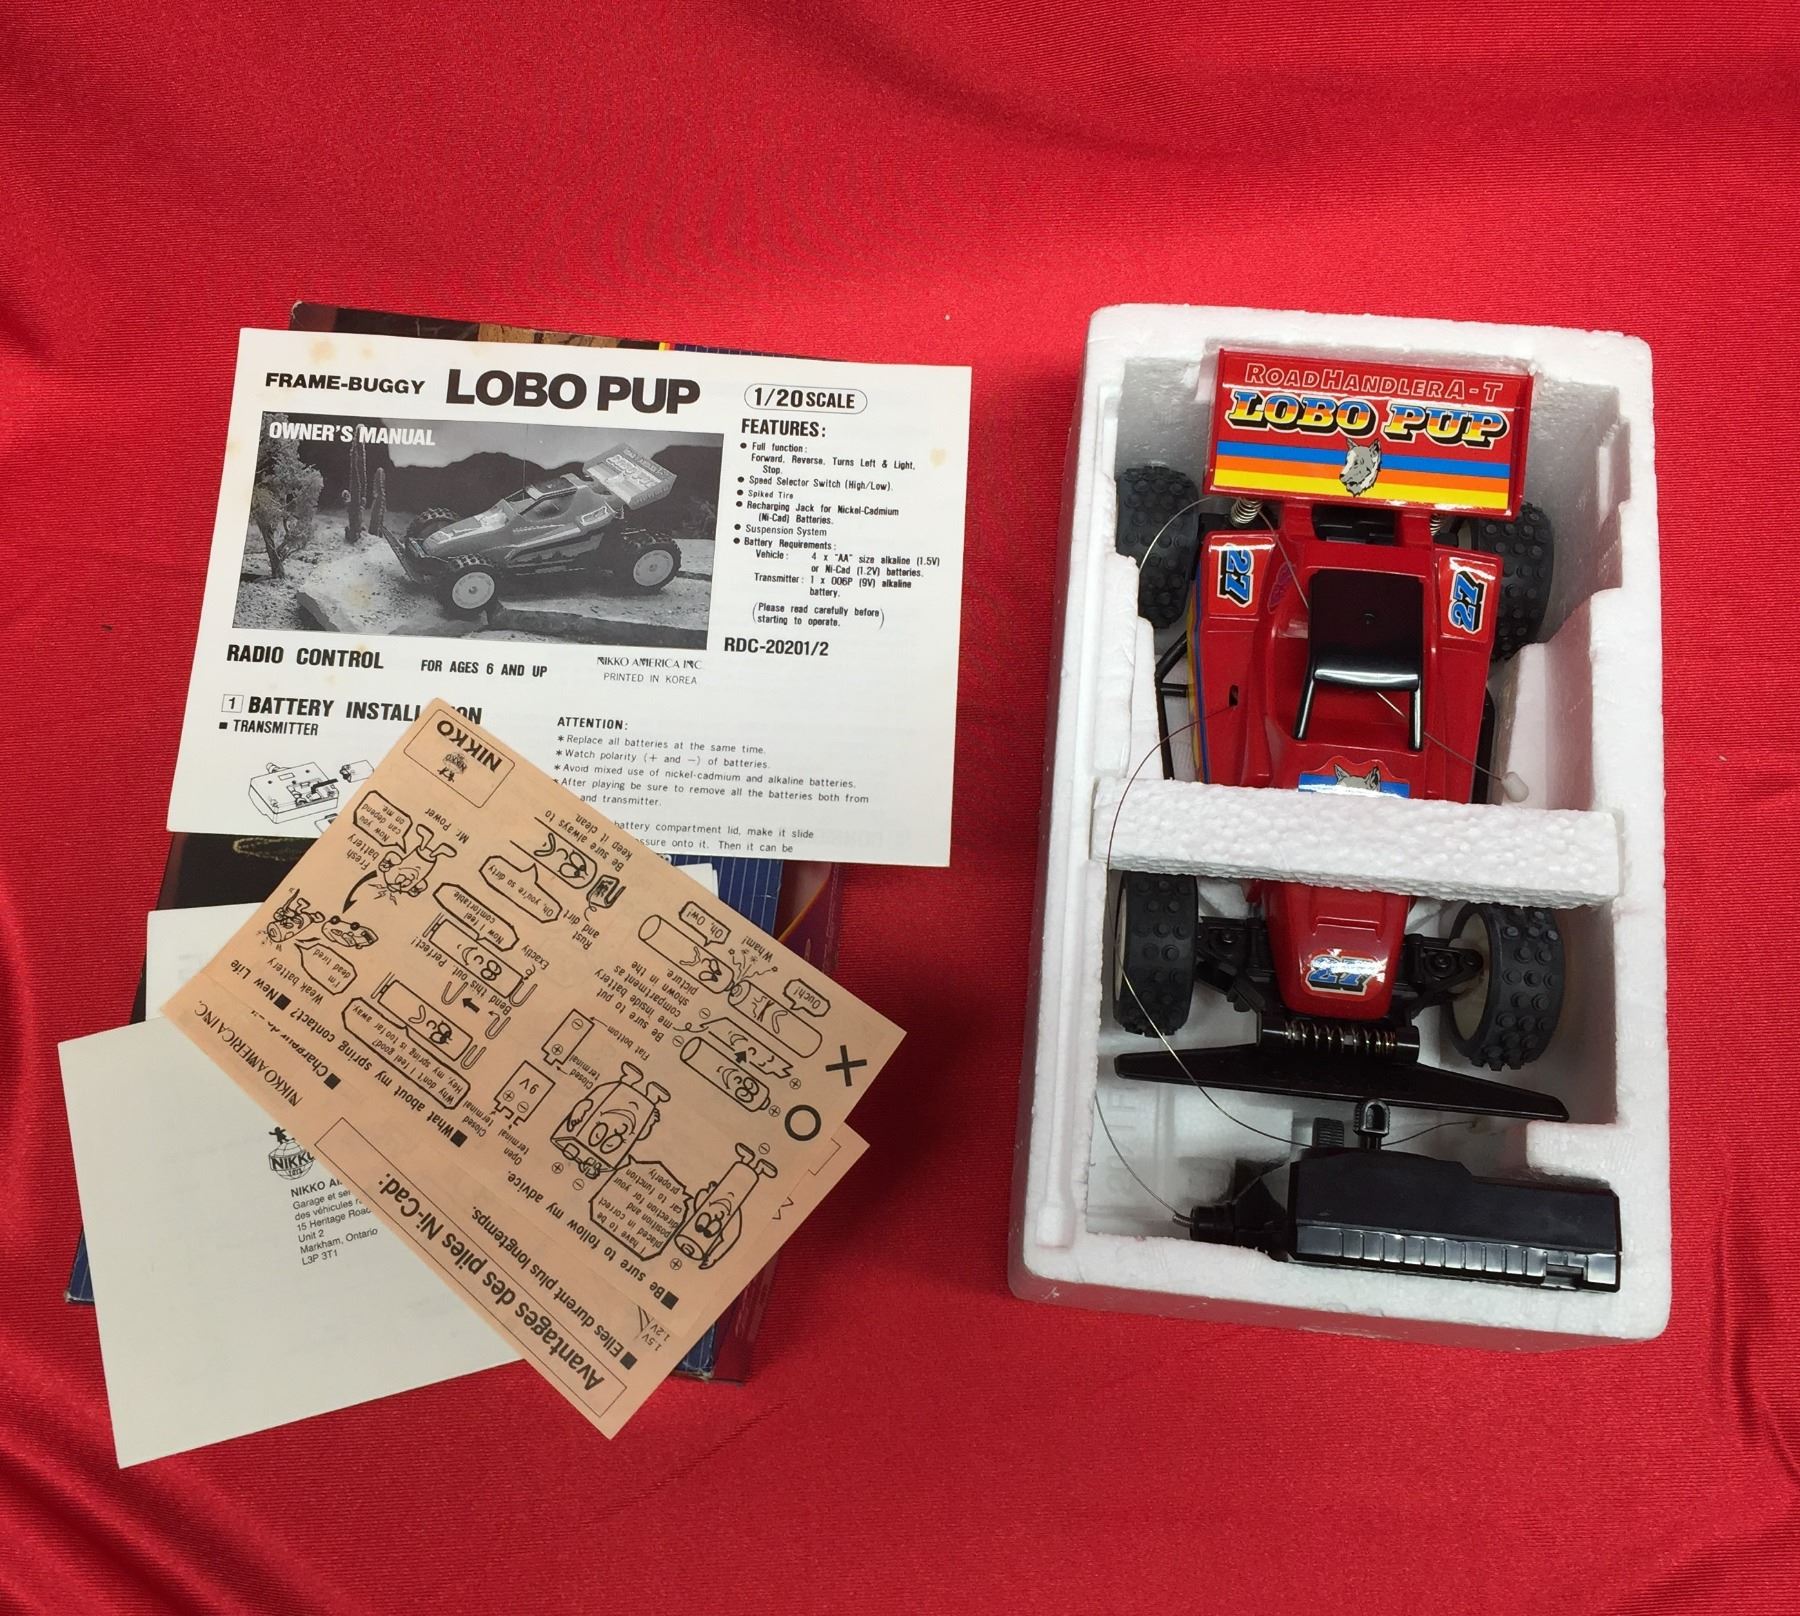 FRAME-BUGGY LOBO PUP
1/20 SCALE
OWNER'S MANUAL
FEATURES:
● Full function:
Forward, Reverse, Turns Left & Light,
Stop.
● Speed Selector Switch (High/Low).
● Spiked Tire
● Recharging Jack for Nickel-Cadmium
(Ni-Cad) Batteries.
● Suspension System
● Battery Requirements:
Vehicle: 4 x "AA" size alkaline (1.5V)
or Ni-Cad (1.2V) batteries.
Transmitter: 1 x 006P (9V) alkaline
battery.
(Please read carefully before
starting to operate.)
RDC-20201/2
RADIO CONTROL
FOR AGES 6 AND UP
NIKKO AMERICA INC.
PRINTED IN KOREA
1 BATTERY INSTALL ON
■ TRANSMITTER
ATTENTION:
* Replace all batteries at the same time.
* Watch polarity (+ and −) of batteries.
* Avoid mixed use of nickel-cadmium and alkaline batteries.
* After playing be sure to remove all the batteries both from
and transmitter.
battery compartment lid, make it slide
ssure onto it. Then it can be
NIKKO
NIKKO
Mr. Power
Now you
can depend
on me.
Fresh
battery
I'm
dead tired
Weak battery
■ New Life
NIKKO AMERICA INC.
Be sure always to
keep it clean.
Oh, you're so dirty
Rust and dirt
Now I feel
comfortable
Perfect!
Exactly
Bend this out
■ What about my spring contact?
Hey, my spring is too far away
Why don't I feel good?
Oh, Ow!
Wham!
Ouch!
Be sure to put
me inside battery
compartment as
shown in the
picture
Flat bottom
Closed
terminal
9V
Open
terminal
Closed
terminal
■ Be sure to follow my advice.
I have to be
placed in correct
position and for your
car direction
to function
properly
Avantages des piles Ni-Cad:
■ Elles durent plus longtemps.
1.5V
1.2V
NIKKO
TOYS
NIKKO A
Garage et se
des véhicules r
15 Heritage Road
Unit 2
Markham, Ontario
L3P 3T1
ROADHANDLER A-T
LOBO PUP
27
27
27